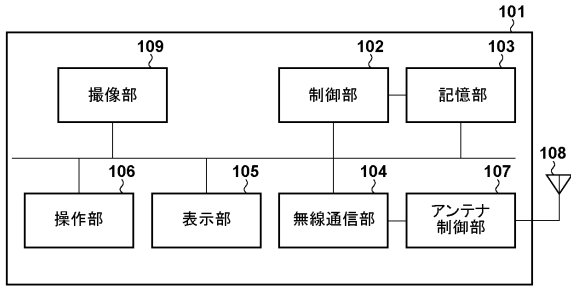 101
109
102
103
撮像部
制御部
記憶部
106
105
104
107
108
操作部
表示部
無線通信部
アンテナ
制御部